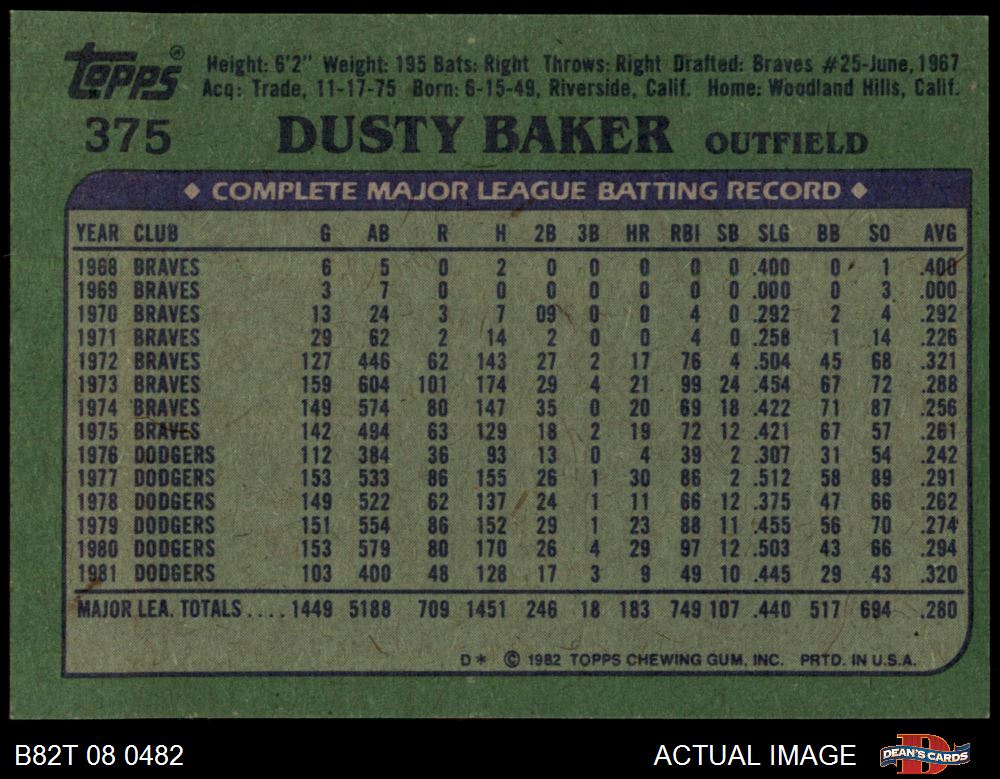 Topps® Height: 6'2" Weight: 195 Bats: Right Throws: Right Drafted: Braves #25-June, 1967
Acq: Trade, 11-17-75 Born: 6-15-49, Riverside, Calif. Home: Woodland Hills, Calif.
375 DUSTY BAKER OUTFIELD
◆ COMPLETE MAJOR LEAGUE BATTING RECORD ◆
YEAR CLUB G AB R H 2B 3B HR RBI SB SLG BB SO AVG
1968 BRAVES 6 5 0 2 0 0 0 0 0 .400 0 1 .400
1969 BRAVES 3 7 0 0 0 0 0 0 0 .000 0 3 .000
1970 BRAVES 13 24 3 7 09 0 0 4 0 .292 2 4 .292
1971 BRAVES 29 62 2 14 2 0 0 4 0 .258 1 14 .226
1972 BRAVES 127 446 62 143 27 2 17 76 4 .504 45 68 .321
1973 BRAVES 159 604 101 174 29 4 21 99 24 .454 67 72 .288
1974 BRAVES 149 574 80 147 35 0 20 69 18 .422 71 87 .256
1975 BRAVES 142 494 63 129 18 2 19 72 12 .421 67 57 .261
1976 DODGERS 112 384 36 93 13 0 4 39 2 .307 31 54 .242
1977 DODGERS 153 533 86 155 26 1 30 86 2 .512 58 89 .291
1978 DODGERS 149 522 62 137 24 1 11 66 12 .375 47 66 .262
1979 DODGERS 151 554 86 152 29 1 23 88 11 .455 56 70 .274
1980 DODGERS 153 579 80 170 26 4 29 97 12 .503 43 66 .294
1981 DODGERS 103 400 48 128 17 3 9 49 10 .445 29 43 .320
MAJOR LEA. TOTALS.... 1449 5188 709 1451 246 18 183 749 107 .440 517 694 .280
D* © 1982 TOPPS CHEWING GUM, INC. PRTD. IN U.S.A.
B82T 08 0482 ACTUAL IMAGE DEAN'S CARDS